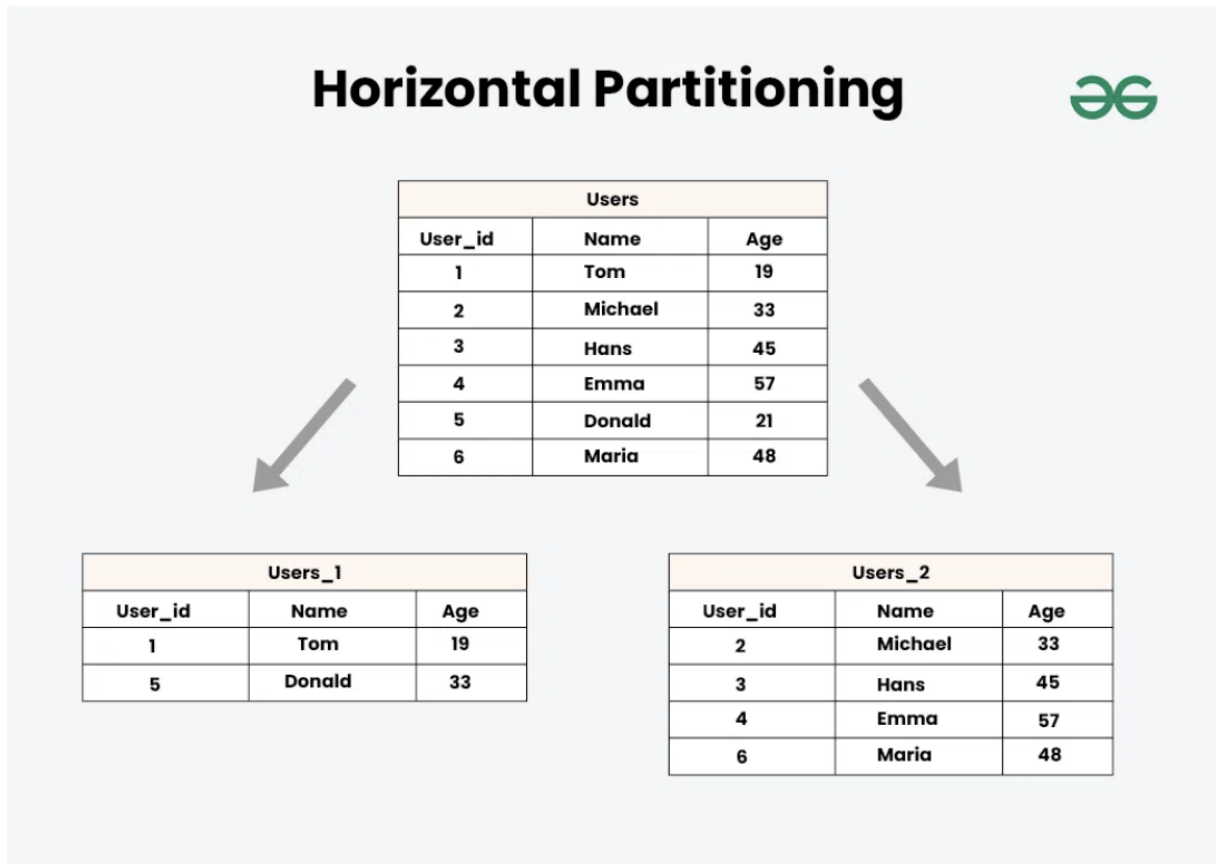 Horizontal Partitioning
Users
User_id Name Age
1 Tom 19
2 Michael 33
3 Hans 45
4 Emma 57
5 Donald 21
6 Maria 48
Users_1
User_id Name Age
1 Tom 19
5 Donald 33
Users_2
User_id Name Age
2 Michael 33
3 Hans 45
4 Emma 57
6 Maria 48